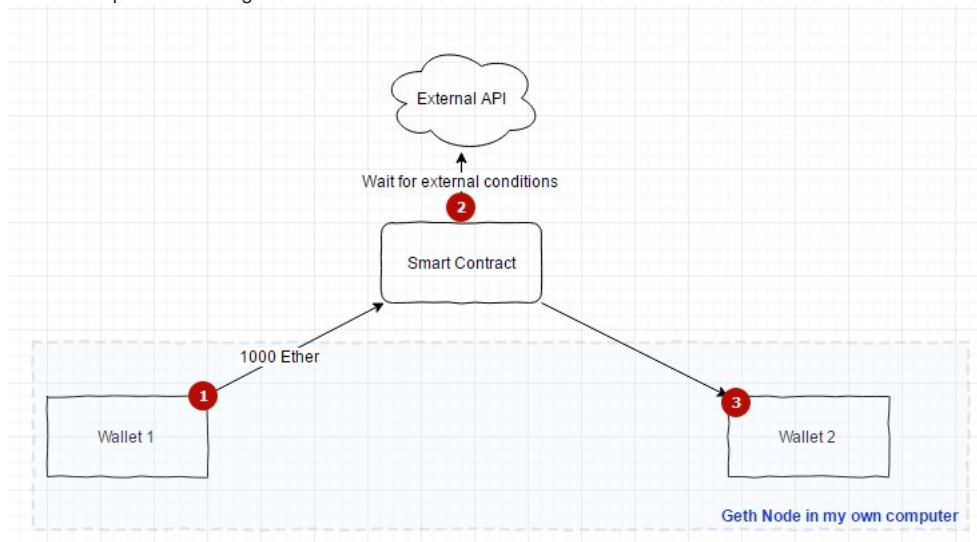 External API
Wait for external conditions
2
Smart Contract
1000 Ether
1
3
Wallet 1
Wallet 2
Geth Node in my own computer